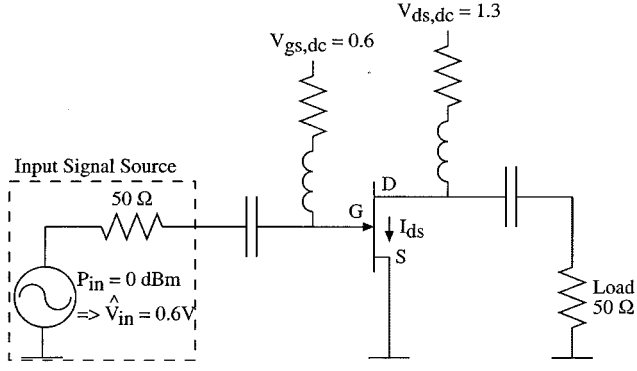 V_ds,dc = 1.3
V_gs,dc = 0.6
Input Signal Source
50 Ω
D
G
I_ds
S
P_in = 0 dBm
=> V̂_in = 0.6V
Load
50 Ω